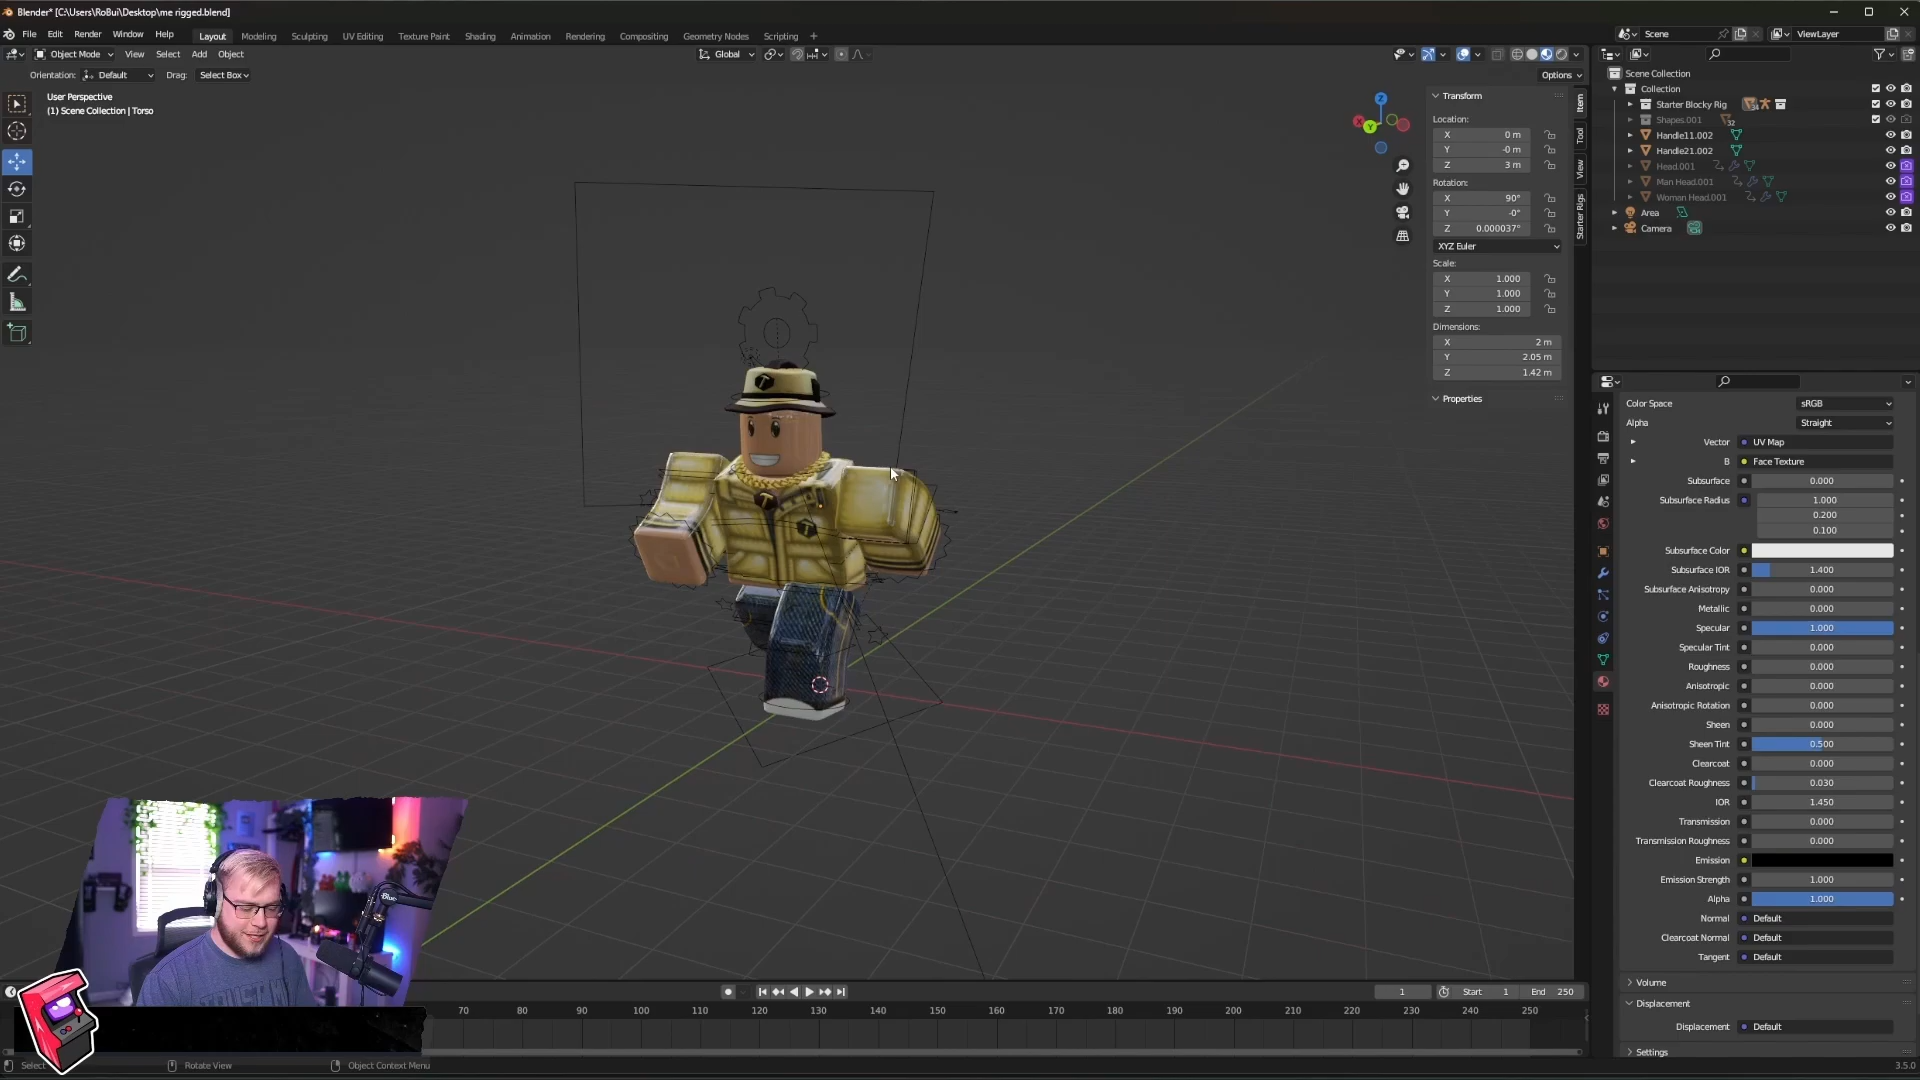 Blender* [C:\Users\RoBui\Desktop\me rigged.blend]
File Edit Render Window Help Layout Modeling Sculpting UV Editing Texture Paint Shading Animation Rendering Compositing Geometry Nodes Scripting + Scene ViewLayer
Object Mode View Select Add Object Global
Orientation: Default Drag: Select Box Options
User Perspective
(1) Scene Collection | Torso
Transform
Location:
X 0 m
Y -0 m
Z 3 m
Rotation:
X 90°
Y -0°
Z 0.000037°
XYZ Euler
Scale:
X 1.000
Y 1.000
Z 1.000
Dimensions:
X 2 m
Y 2.05 m
Z 1.42 m
Properties
Item
Tool
View
Starter Rigs
Z
X
Y
Scene Collection
Collection
Starter Blocky Rig 34
Shapes.001 32
Handle11.002
Handle21.002
Head.001
Man Head.001
Woman Head.001
Area
Camera
Color Space sRGB
Alpha Straight
Vector UV Map
B Face Texture
Subsurface 0.000
Subsurface Radius 1.000
0.200
0.100
Subsurface Color
Subsurface IOR 1.400
Subsurface Anisotropy 0.000
Metallic 0.000
Specular 1.000
Specular Tint 0.000
Roughness 0.000
Anisotropic 0.000
Anisotropic Rotation 0.000
Sheen 0.000
Sheen Tint 0.500
Clearcoat 0.000
Clearcoat Roughness 0.030
IOR 1.450
Transmission 0.000
Transmission Roughness 0.000
Emission
Emission Strength 1.000
Alpha 1.000
Normal Default
Clearcoat Normal Default
Tangent Default
Volume
Displacement
Displacement Default
Settings
T
T
T
Blue
1 Start 1 End 250
70 80 90 100 110 120 130 140 150 160 170 180 190 200 210 220 230 240 250
Select Rotate View Object Context Menu 3.5.0